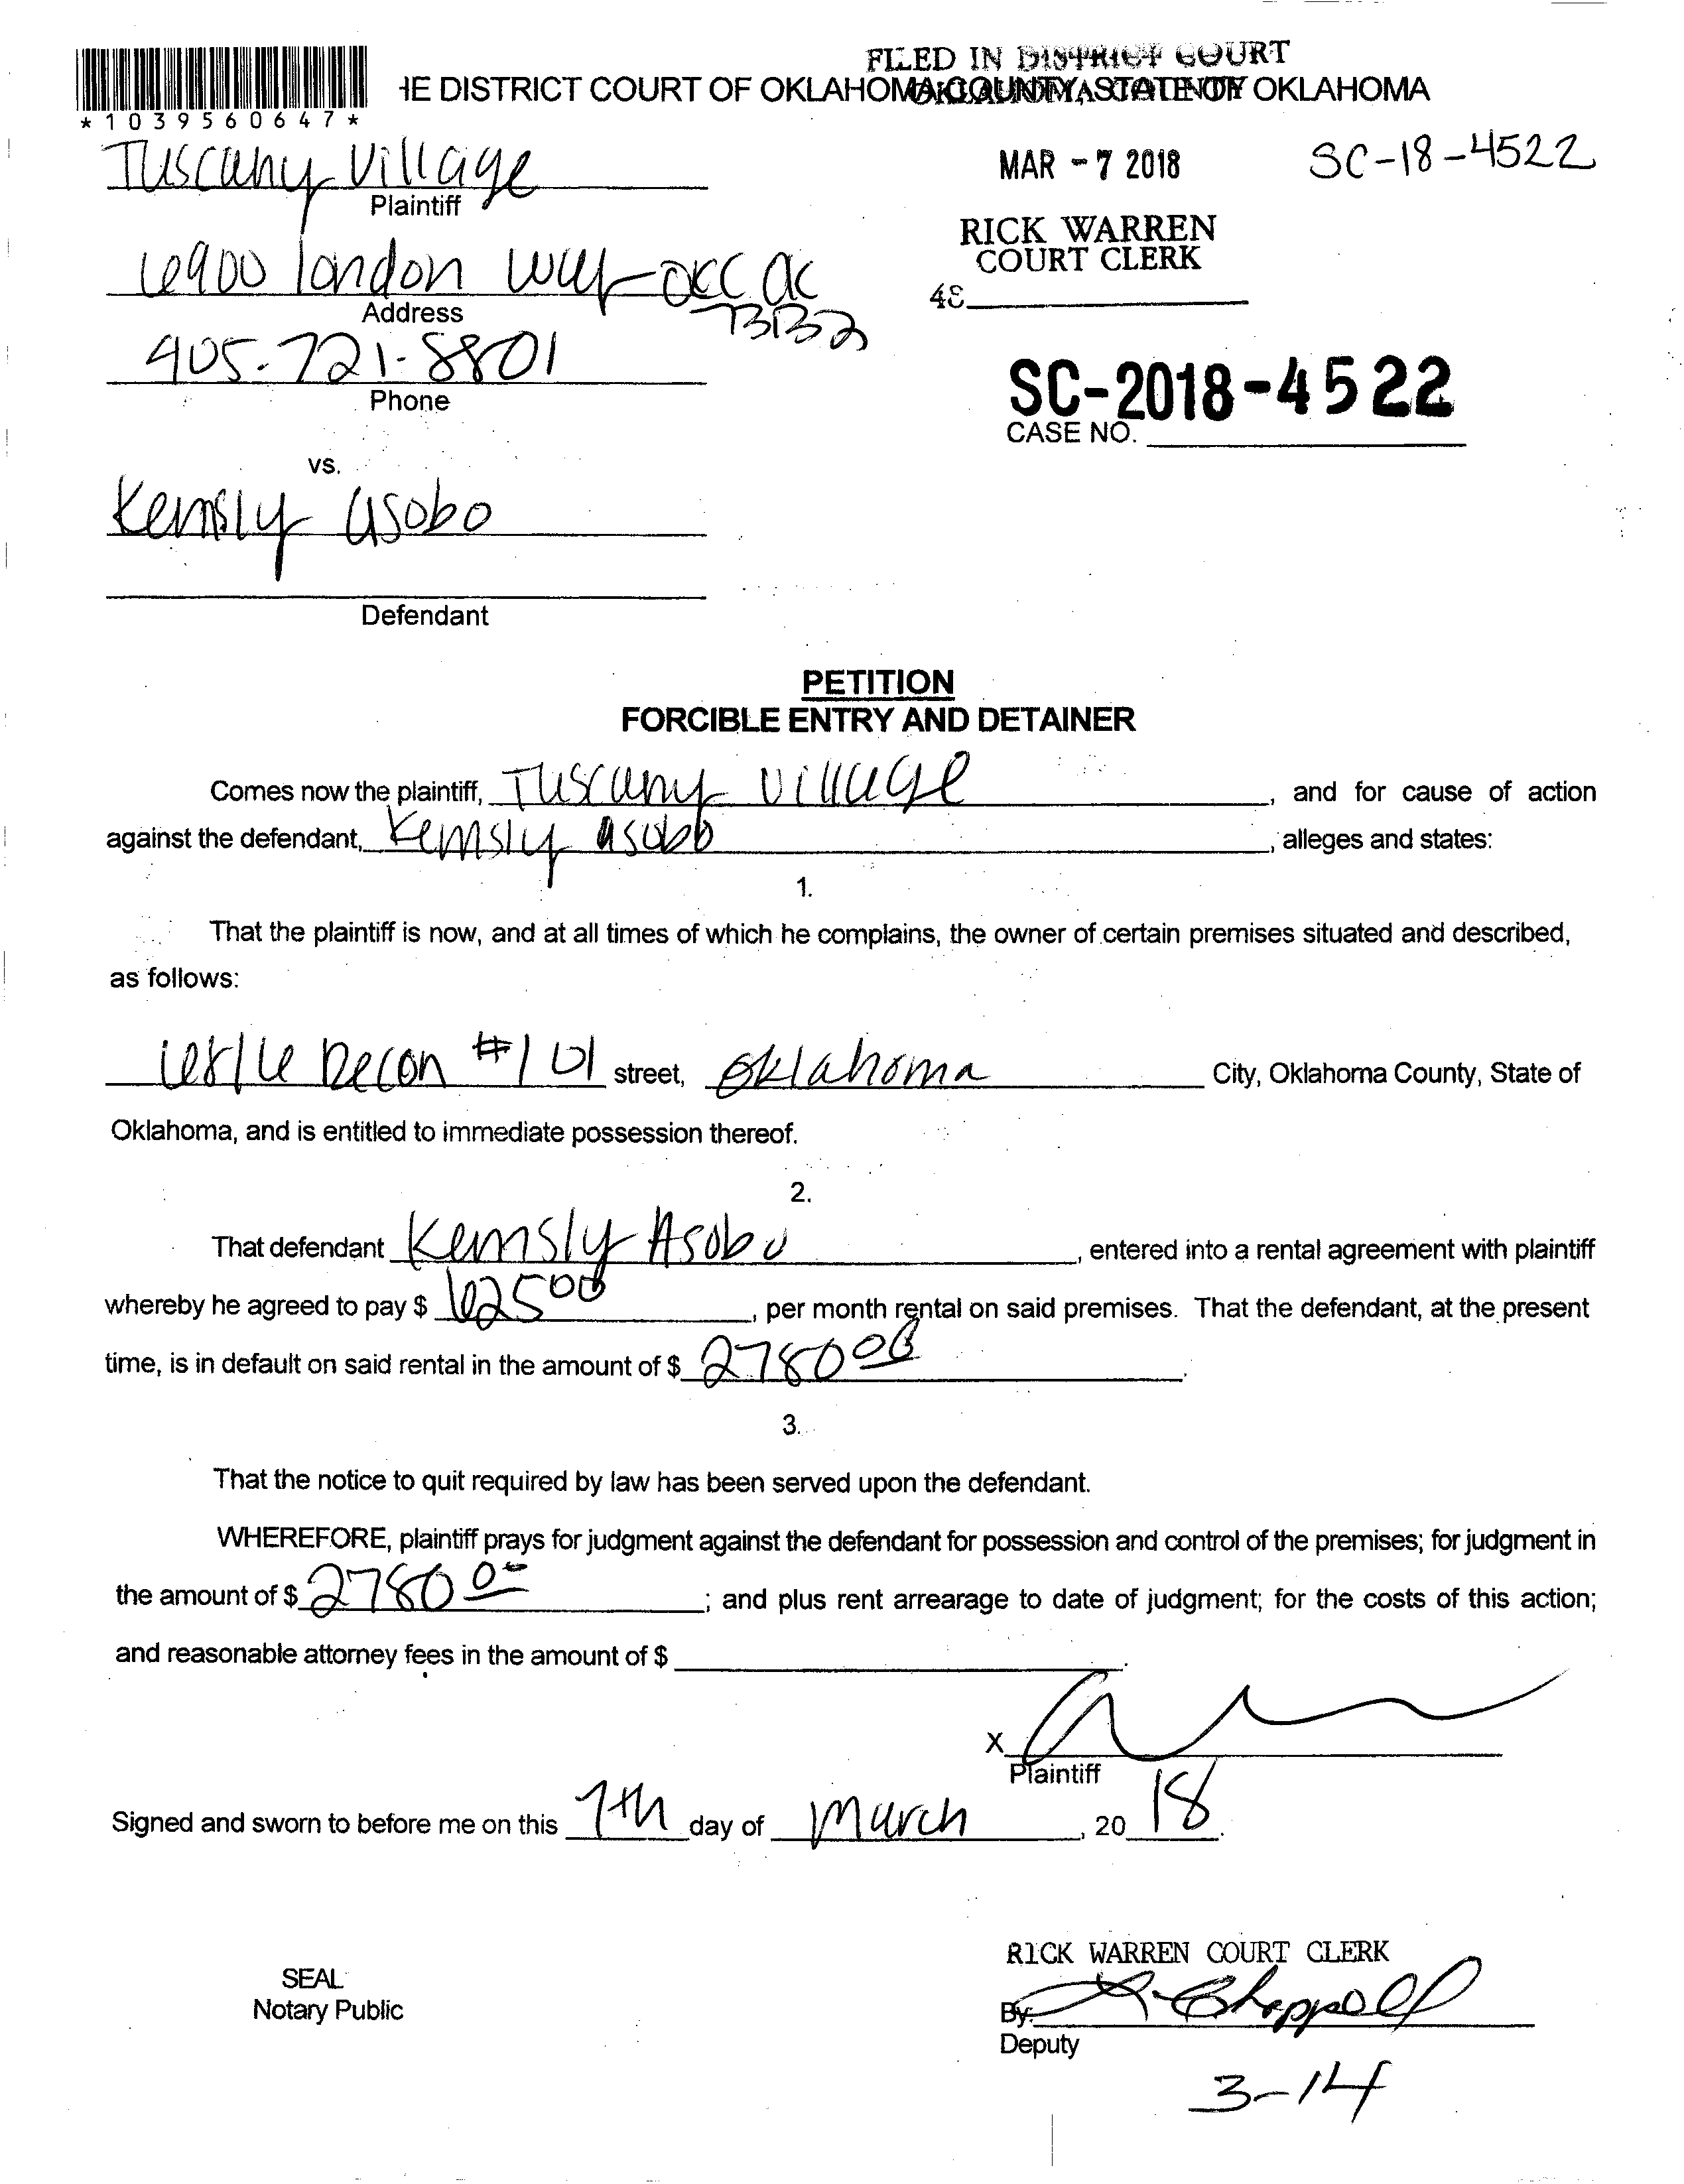 FILED IN DISTRICT COURT
HE DISTRICT COURT OF OKLAHOMA COUNTY, STATE OF OKLAHOMA
*1039560647*
Tuscany Village
Plaintiff
MAR - 7 2018
SC-18-4522
RICK WARREN
COURT CLERK
48
6900 london way OKC OK
73132
Address
405-721-8801
Phone
SC-2018-4522
CASE NO.
vs.
Kemsly asobo
Defendant
PETITION
FORCIBLE ENTRY AND DETAINER
Comes now the plaintiff, Tuscany Village, and for cause of action
against the defendant, Kemsly Asobo, alleges and states:
1.
That the plaintiff is now, and at all times of which he complains, the owner of certain premises situated and described,
as follows:
Decon #101 street, Oklahoma City, Oklahoma County, State of
Oklahoma, and is entitled to immediate possession thereof.
2.
That defendant Kemsly Asobo, entered into a rental agreement with plaintiff
whereby he agreed to pay $ 625 00, per month rental on said premises. That the defendant, at the present
time, is in default on said rental in the amount of $ 2780 00.
3.
That the notice to quit required by law has been served upon the defendant.
WHEREFORE, plaintiff prays for judgment against the defendant for possession and control of the premises; for judgment in
the amount of $ 2780 00; and plus rent arrearage to date of judgment; for the costs of this action;
and reasonable attorney fees in the amount of $ .
X
Plaintiff
Signed and sworn to before me on this 7th day of March, 20 18.
RICK WARREN COURT CLERK
SEAL
Notary Public
By: A. Chappell
Deputy
3-14